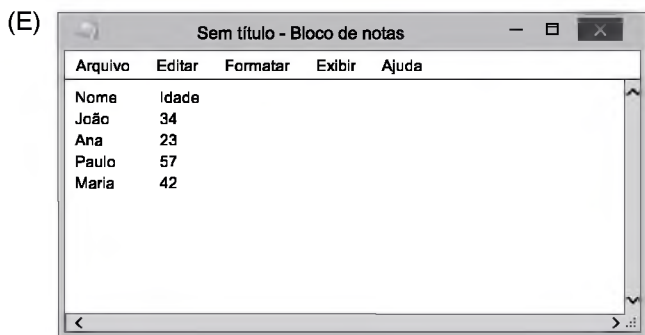 (E)
Sem título - Bloco de notas
Arquivo Editar Formatar Exibir Ajuda
Nome Idade
João 34
Ana 23
Paulo 57
Maria 42